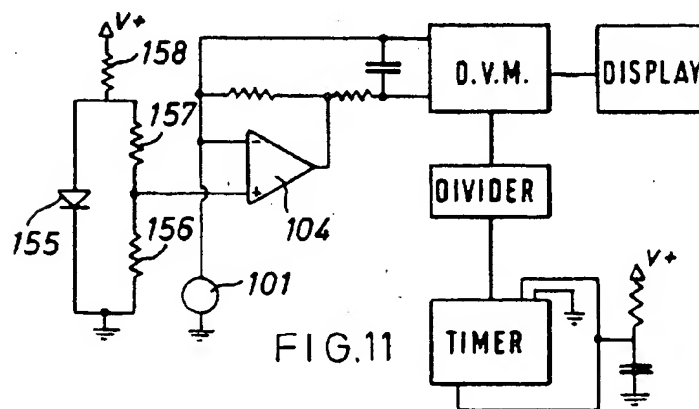 V+
158
157
155
156
104
101
D.V.M.
DISPLAY
DIVIDER
TIMER
V+
FIG.11